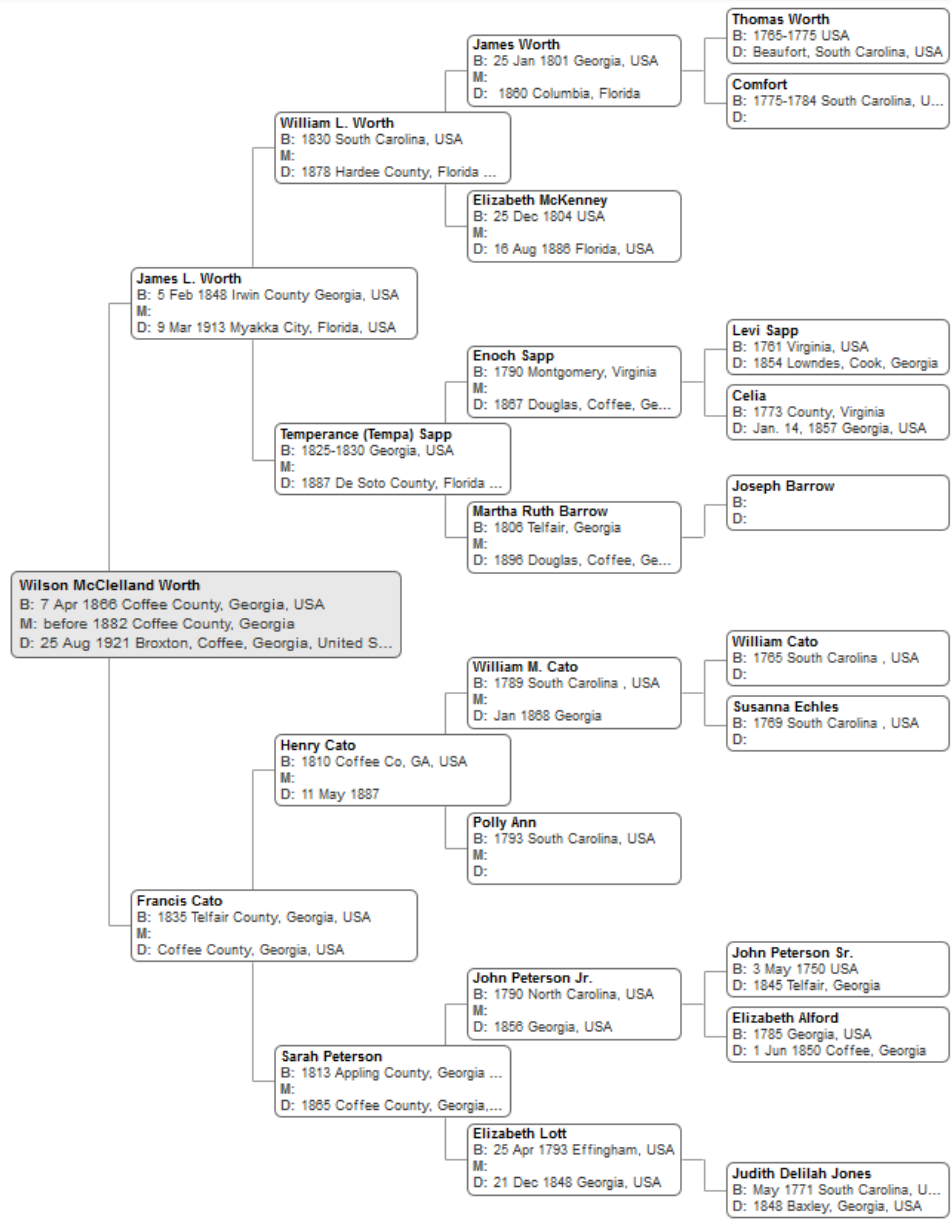 Thomas Worth
B: 1765-1775 USA
D: Beaufort, South Carolina, USA
Comfort
B: 1775-1784 South Carolina, U...
D:
James Worth
B: 25 Jan 1801 Georgia, USA
M:
D: 1860 Columbia, Florida
William L. Worth
B: 1830 South Carolina, USA
M:
D: 1878 Hardee County, Florida ...
Elizabeth McKenney
B: 25 Dec 1804 USA
M:
D: 16 Aug 1886 Florida, USA
James L. Worth
B: 5 Feb 1848 Irwin County Georgia, USA
M:
D: 9 Mar 1913 Myakka City, Florida, USA
Levi Sapp
B: 1761 Virginia, USA
D: 1854 Lowndes, Cook, Georgia
Celia
B: 1773 County, Virginia
D: Jan. 14, 1857 Georgia, USA
Enoch Sapp
B: 1790 Montgomery, Virginia
M:
D: 1867 Douglas, Coffee, Ge...
Temperance (Tempa) Sapp
B: 1825-1830 Georgia, USA
M:
D: 1887 De Soto County, Florida ...
Joseph Barrow
B:
D:
Martha Ruth Barrow
B: 1806 Telfair, Georgia
M:
D: 1896 Douglas, Coffee, Ge...
Wilson McClelland Worth
B: 7 Apr 1866 Coffee County, Georgia, USA
M: before 1882 Coffee County, Georgia
D: 25 Aug 1921 Broxton, Coffee, Georgia, United S...
William Cato
B: 1765 South Carolina , USA
D:
Susanna Echles
B: 1769 South Carolina , USA
D:
William M. Cato
B: 1789 South Carolina , USA
M:
D: Jan 1868 Georgia
Henry Cato
B: 1810 Coffee Co, GA, USA
M:
D: 11 May 1887
Polly Ann
B: 1793 South Carolina, USA
M:
D:
Francis Cato
B: 1835 Telfair County, Georgia, USA
M:
D: Coffee County, Georgia, USA
John Peterson Sr.
B: 3 May 1750 USA
D: 1845 Telfair, Georgia
Elizabeth Alford
B: 1785 Georgia, USA
D: 1 Jun 1850 Coffee, Georgia
John Peterson Jr.
B: 1790 North Carolina, USA
M:
D: 1856 Georgia, USA
Sarah Peterson
B: 1813 Appling County, Georgia ...
M:
D: 1865 Coffee County, Georgia,...
Elizabeth Lott
B: 25 Apr 1793 Effingham, USA
M:
D: 21 Dec 1848 Georgia, USA
Judith Delilah Jones
B: May 1771 South Carolina, U...
D: 1848 Baxley, Georgia, USA